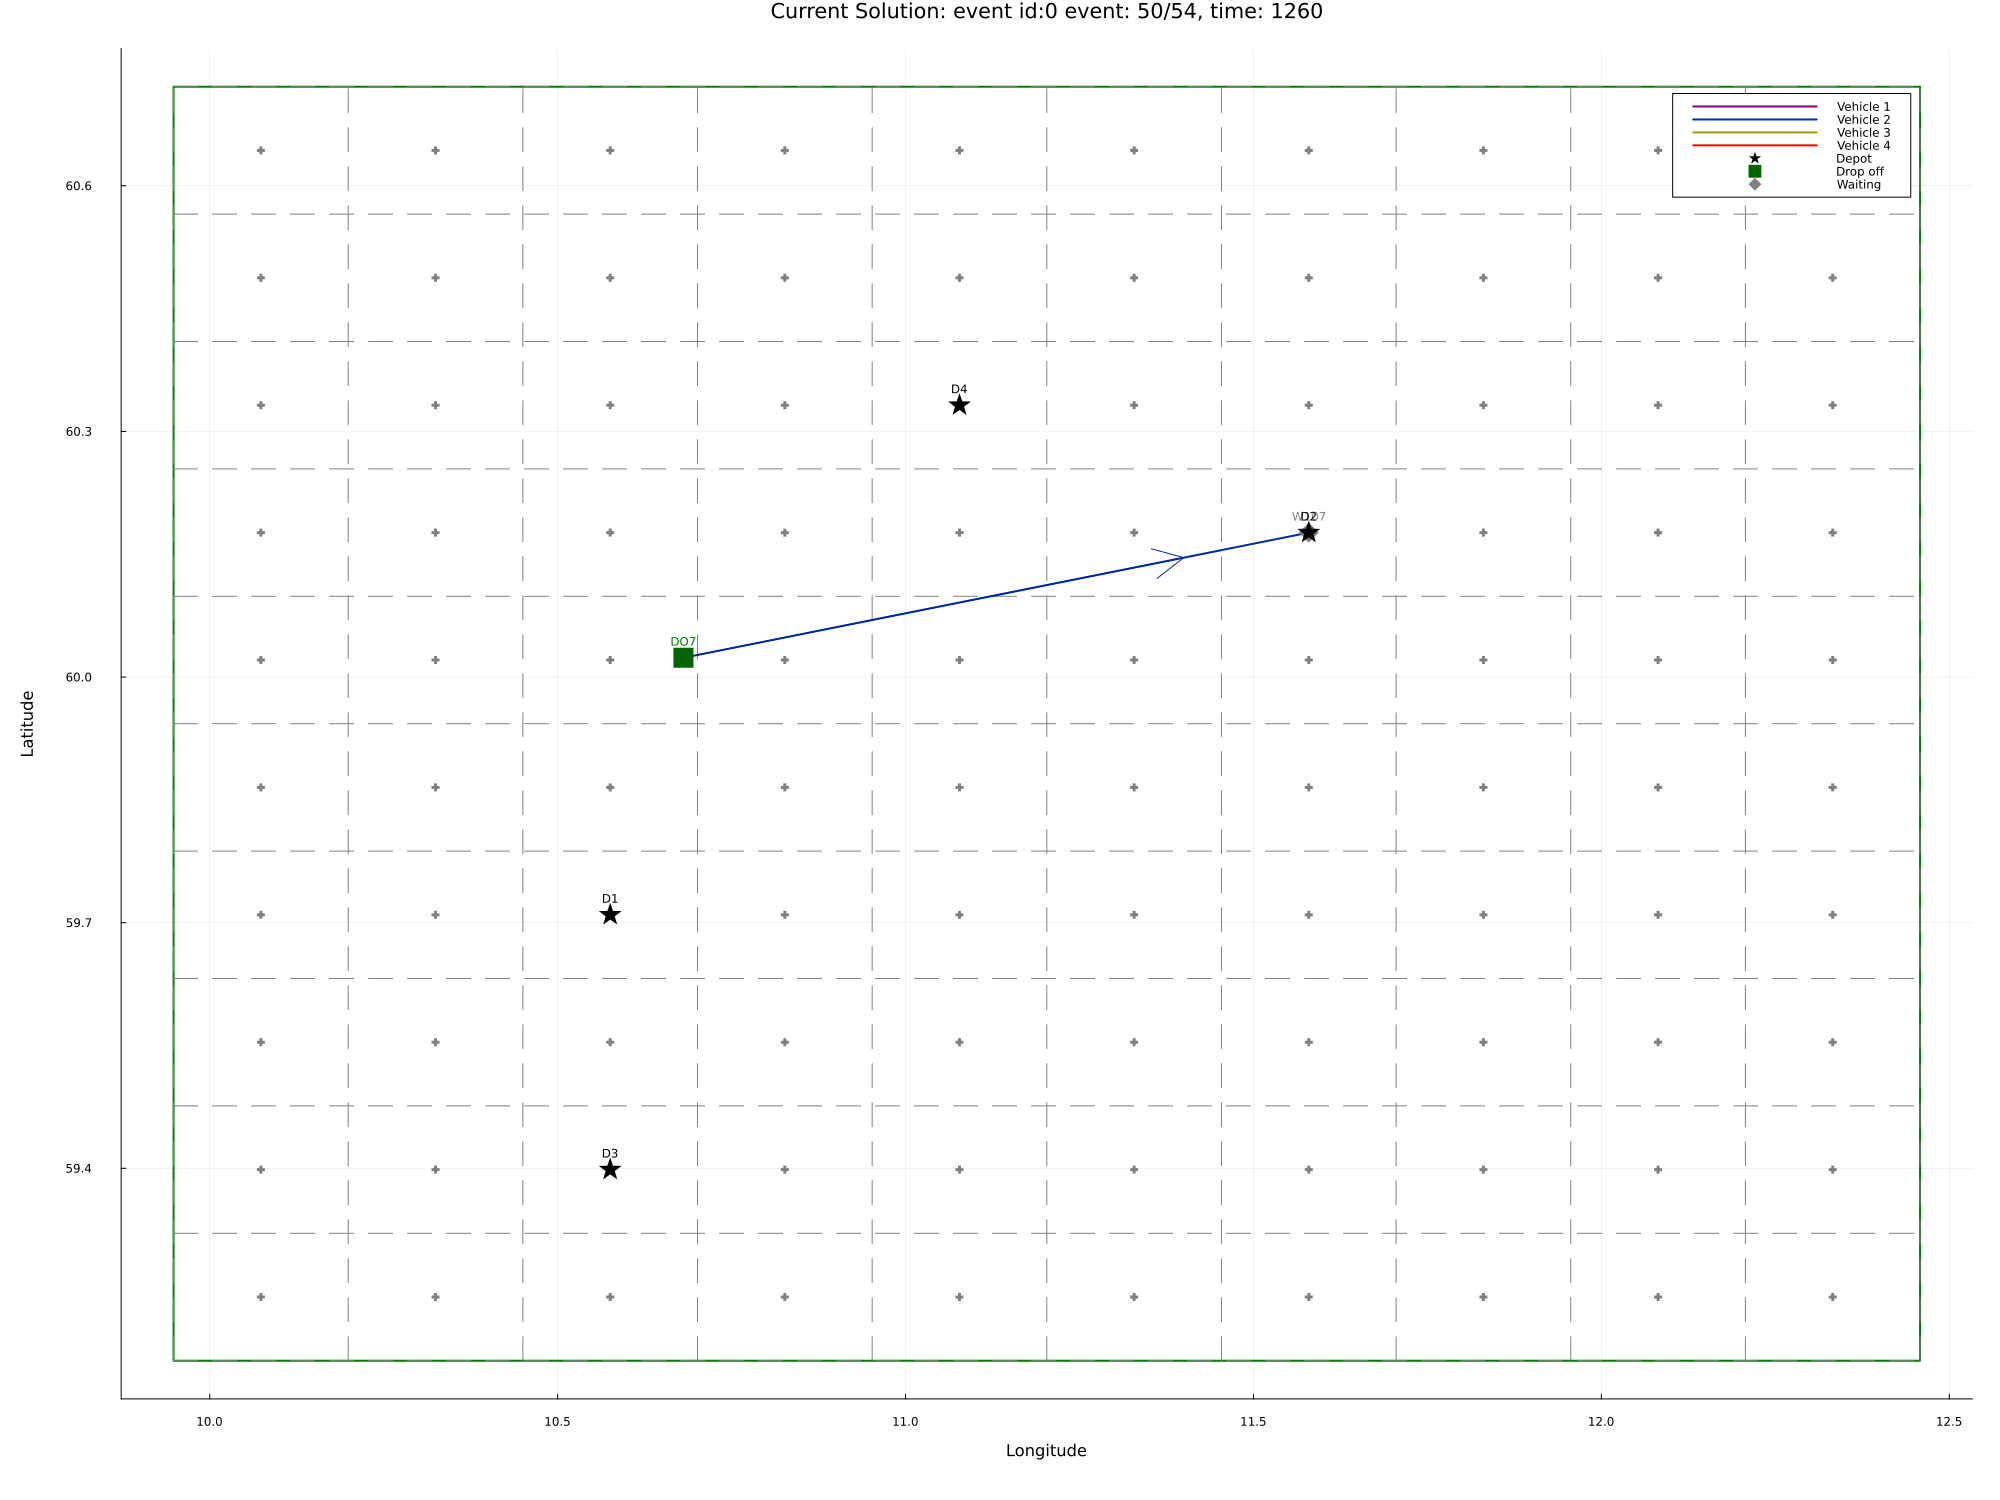 Current Solution: event id:0 event: 50/54, time: 1260
Vehicle 1
Vehicle 2
Vehicle 3
Vehicle 4
Depot
Drop off
Waiting
60.6
D4
60.3
D2
DO7
60.0
Latitude
D1
59.7
D3
59.4
10.0 10.5 11.0 11.5 12.0 12.5
Longitude